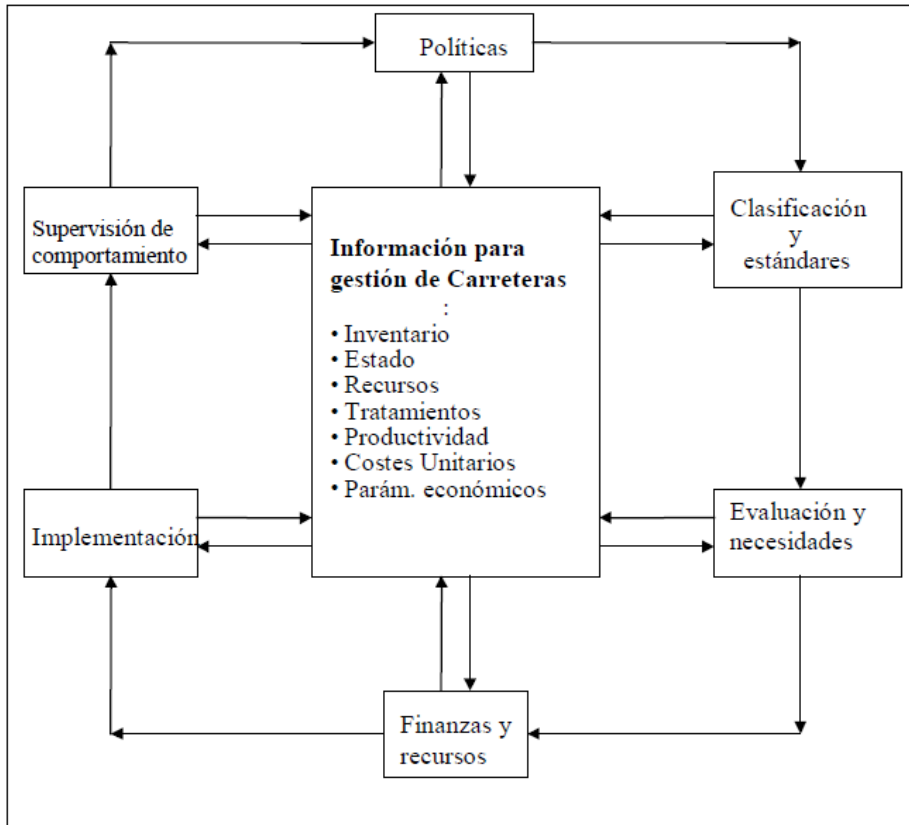 Políticas
Supervisión de
comportamiento
Información para
gestión de Carreteras
:
• Inventario
• Estado
• Recursos
• Tratamientos
• Productividad
• Costes Unitarios
• Parám. económicos
Clasificación
y
estándares
Implementación
Evaluación y
necesidades
Finanzas y
recursos